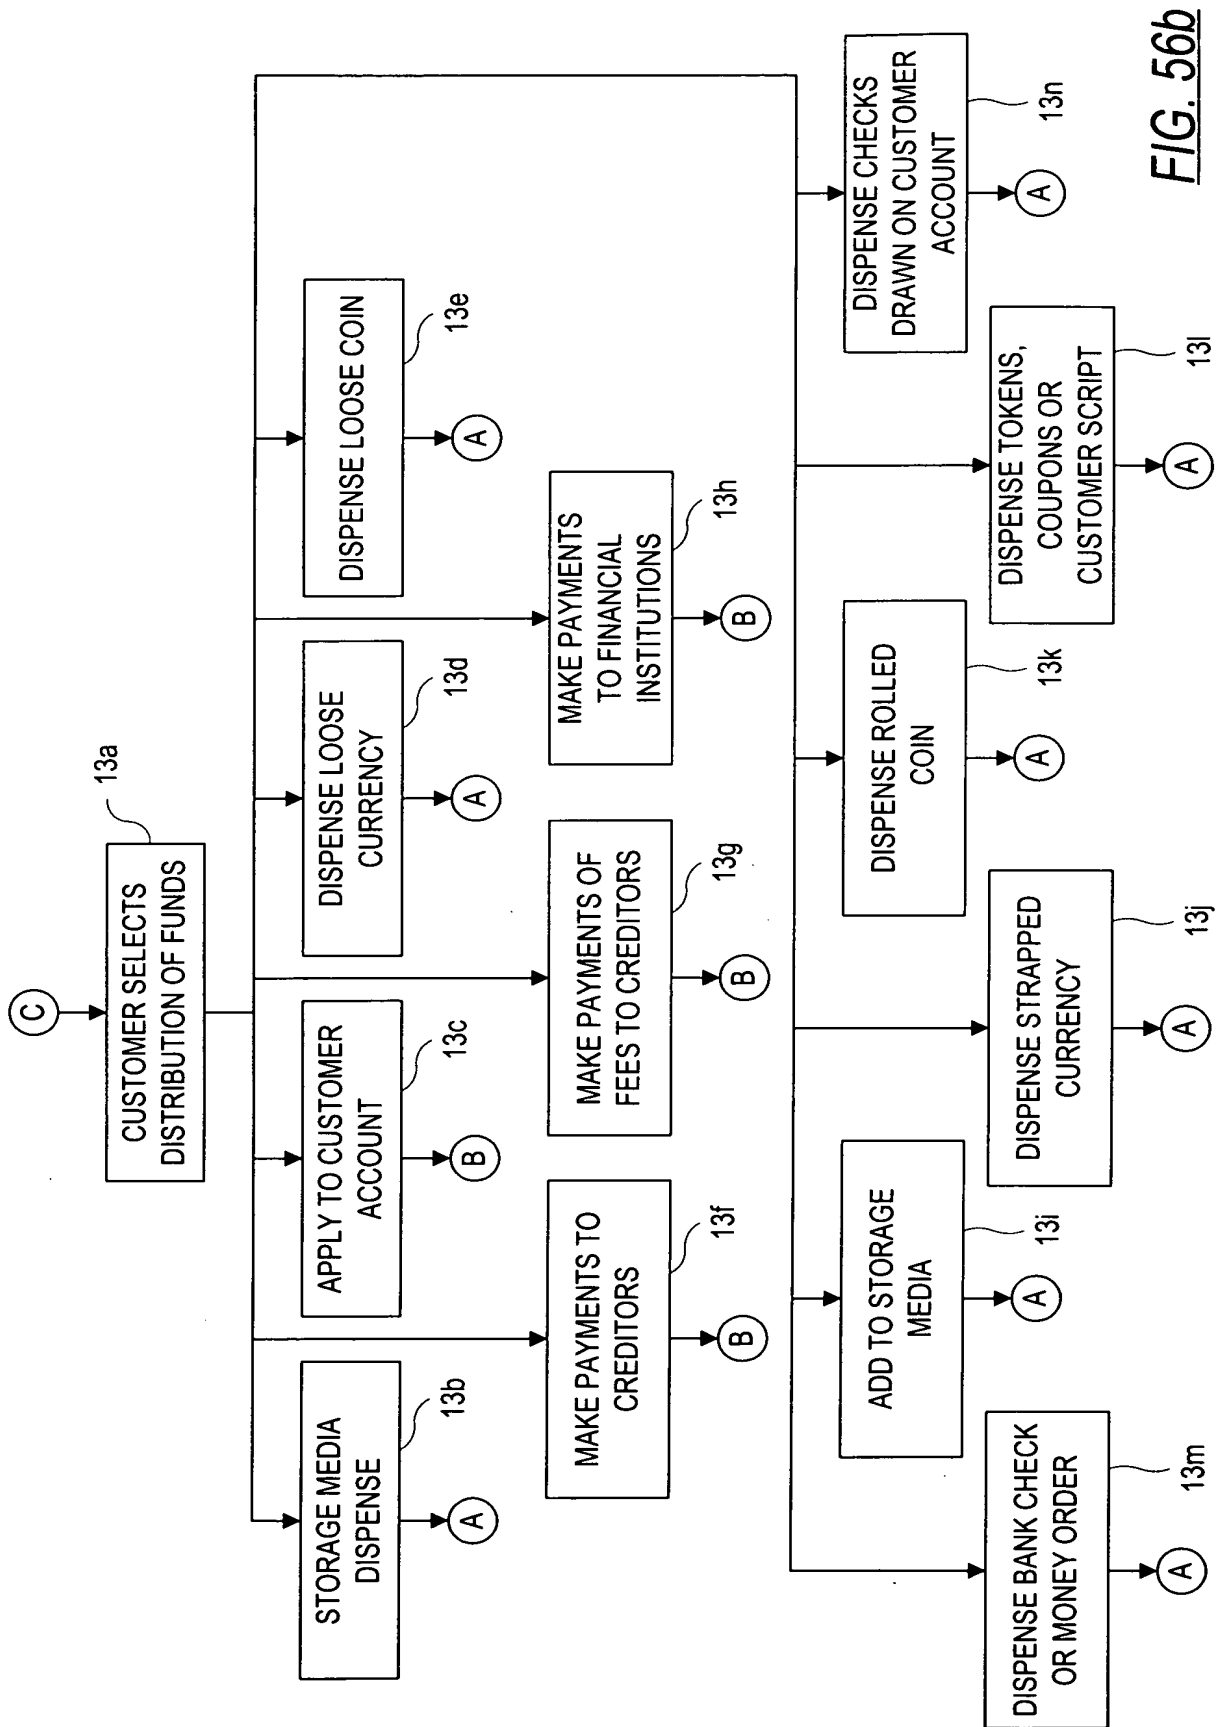 C
CUSTOMER SELECTS
DISTRIBUTION OF FUNDS
13a
STORAGE MEDIA
DISPENSE
13b
A
APPLY TO CUSTOMER
ACCOUNT
13c
B
DISPENSE LOOSE
CURRENCY
13d
A
DISPENSE LOOSE COIN
13e
A
MAKE PAYMENTS TO
CREDITORS
13f
B
MAKE PAYMENTS OF
FEES TO CREDITORS
13g
B
MAKE PAYMENTS
TO FINANCIAL
INSTITUTIONS
13h
B
ADD TO STORAGE
MEDIA
13i
A
DISPENSE ROLLED
COIN
13k
A
DISPENSE CHECKS
DRAWN ON CUSTOMER
ACCOUNT
13n
A
DISPENSE BANK CHECK
OR MONEY ORDER
13m
A
DISPENSE STRAPPED
CURRENCY
13j
A
DISPENSE TOKENS,
COUPONS OR
CUSTOMER SCRIPT
13l
A
FIG. 56b